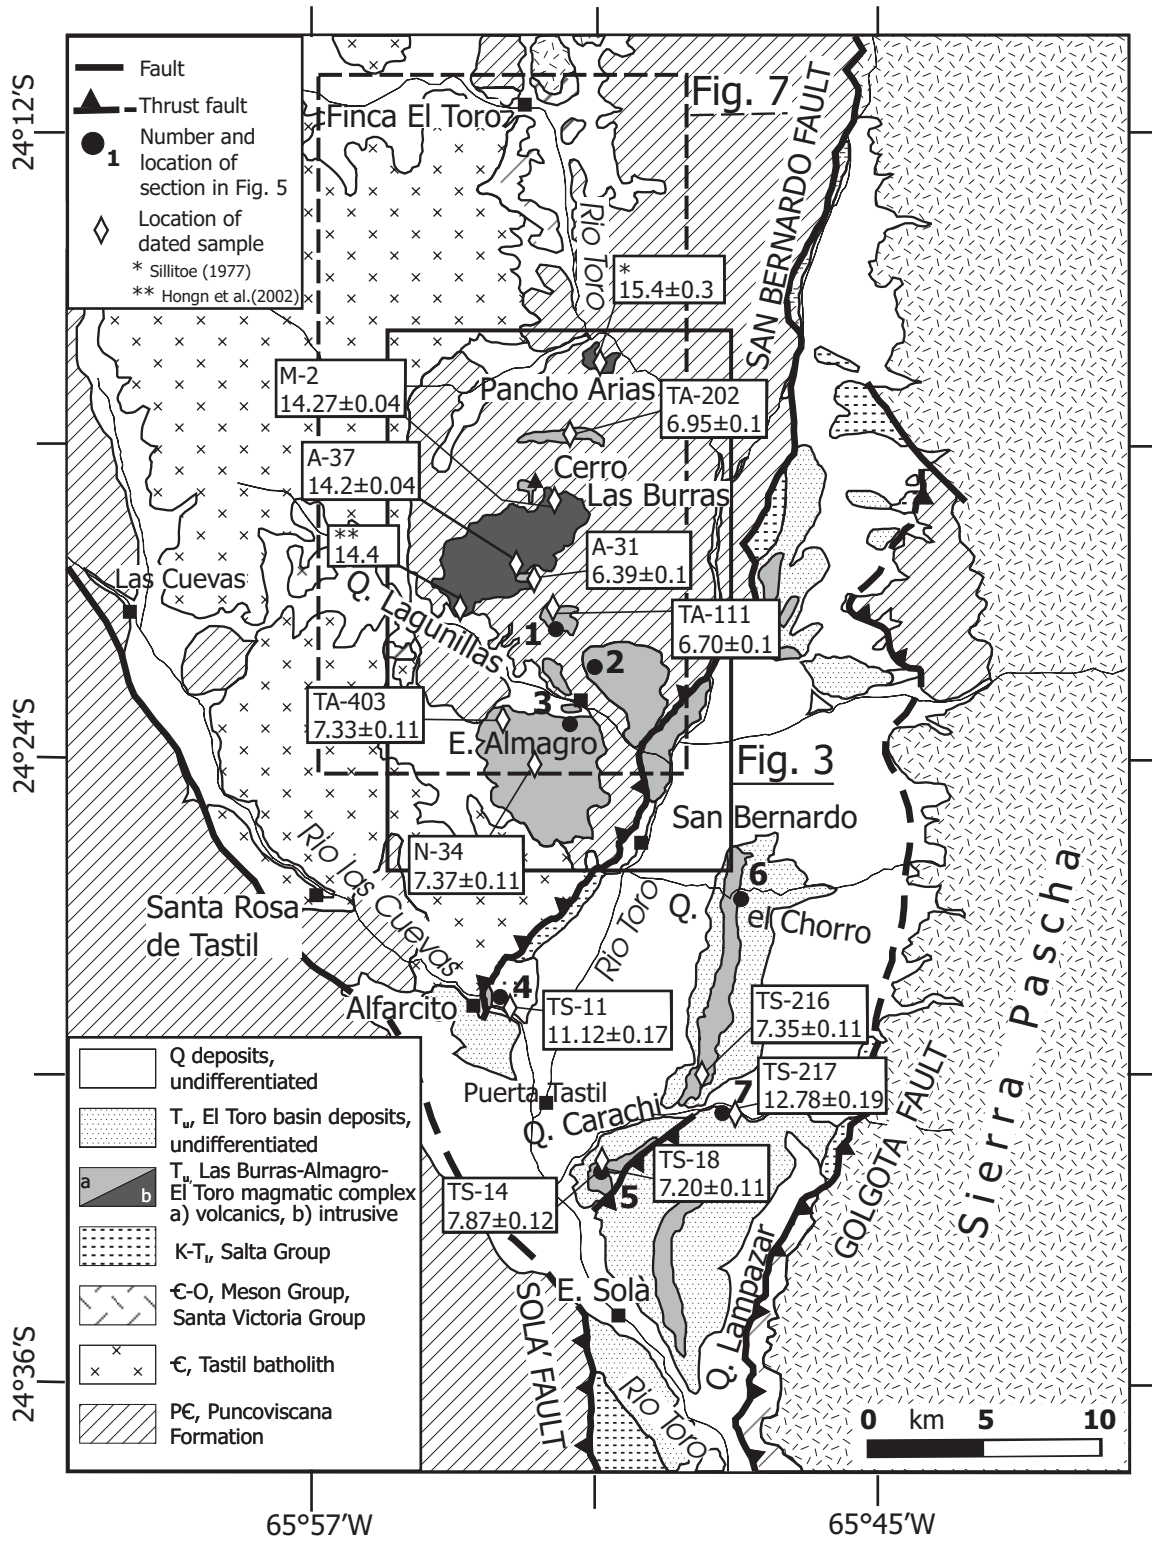 24°12'S
24°24'S
24°36'S
65°57'W
65°45'W
Fault
Thrust fault
1
Number and
location of
section in Fig. 5
Location of
dated sample
* Sillitoe (1977)
** Hongn et al.(2002)
Finca El Toro
Fig. 7
Rio Toro
SAN BERNARDO FAULT
*
15.4±0.3
M-2
14.27±0.04
Pancho Arias
TA-202
6.95±0.1
A-37
14.2±0.04
Cerro
Las Burras
**
14.4
A-31
6.39±0.1
Las Cuevas
Q. Lagunillas
TA-111
6.70±0.1
1
2
3
TA-403
7.33±0.11
E. Almagro
Fig. 3
San Bernardo
N-34
7.37±0.11
Rio las Cuevas
Santa Rosa
de Tastil
6
Q. el Chorro
Rio Toro
Alfarcito
4
TS-11
11.12±0.17
TS-216
7.35±0.11
TS-217
12.78±0.19
7
Puerta Tastil
Q. Carachi
TS-18
7.20±0.11
TS-14
7.87±0.12
5
GOLGOTA FAULT
Sierra Pascha
E. Solà
SOLA' FAULT
Q. Lampazar
Rio Toro
Q deposits,
undifferentiated
Tu, El Toro basin deposits,
undifferentiated
a
b
Tu, Las Burras-Almagro-
El Toro magmatic complex
a) volcanics, b) intrusive
K-Tl, Salta Group
Є-O, Meson Group,
Santa Victoria Group
Є, Tastil batholith
PЄ, Puncoviscana
Formation
0 km 5 10